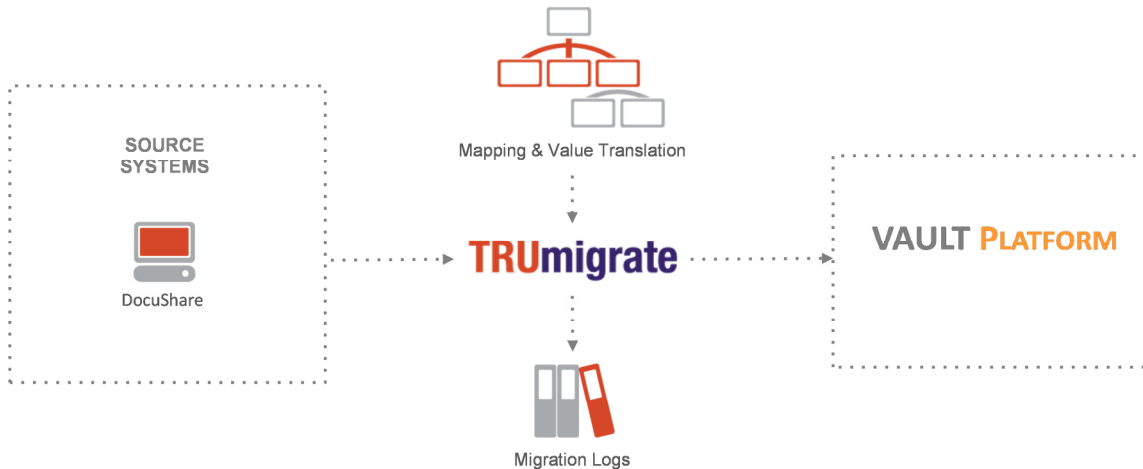 Mapping & Value Translation
SOURCE
SYSTEMS
DocuShare
TRUmigrate
VAULT PLATFORM
Migration Logs